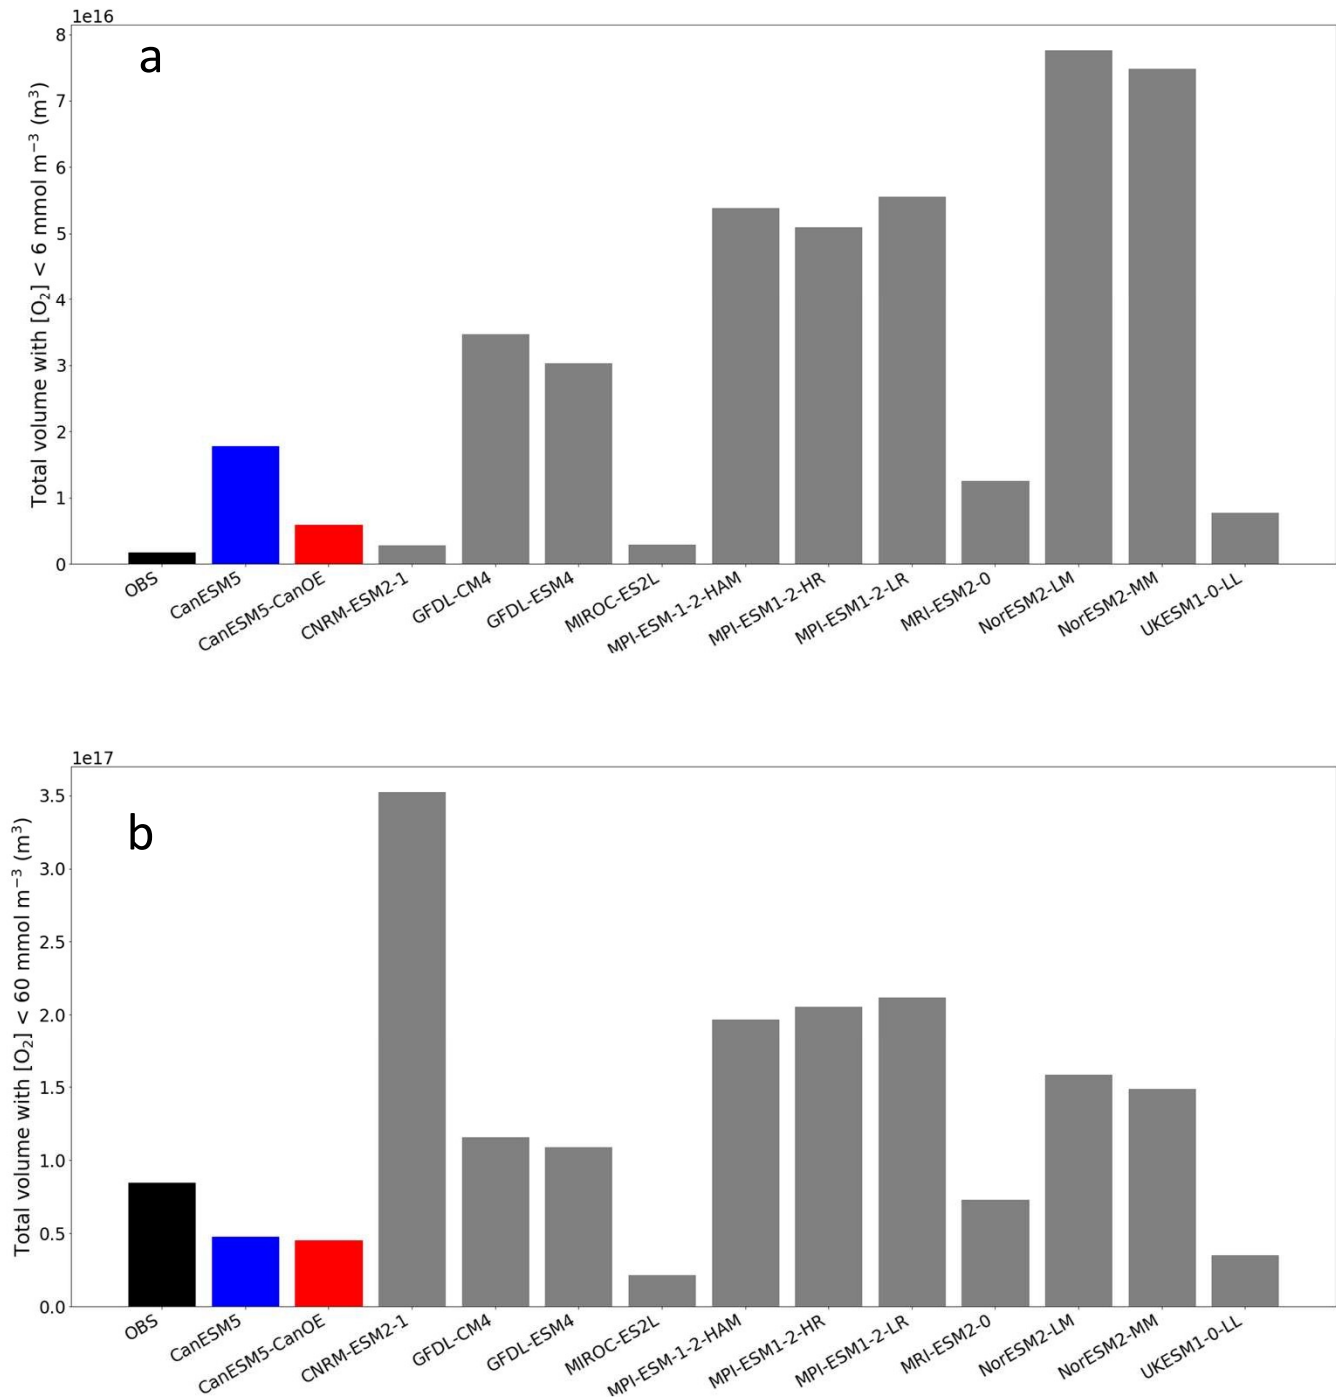 1e16
a
Total volume with [O₂] < 6 mmol m⁻³ (m³)
8
7
6
5
4
3
2
1
0
OBS
CanESM5
CanESM5-CanOE
CNRM-ESM2-1
GFDL-CM4
GFDL-ESM4
MIROC-ES2L
MPI-ESM-1-2-HAM
MPI-ESM1-2-HR
MPI-ESM1-2-LR
MRI-ESM2-0
NorESM2-LM
NorESM2-MM
UKESM1-0-LL
1e17
b
Total volume with [O₂] < 60 mmol m⁻³ (m³)
3.5
3.0
2.5
2.0
1.5
1.0
0.5
0.0
OBS
CanESM5
CanESM5-CanOE
CNRM-ESM2-1
GFDL-CM4
GFDL-ESM4
MIROC-ES2L
MPI-ESM-1-2-HAM
MPI-ESM1-2-HR
MPI-ESM1-2-LR
MRI-ESM2-0
NorESM2-LM
NorESM2-MM
UKESM1-0-LL